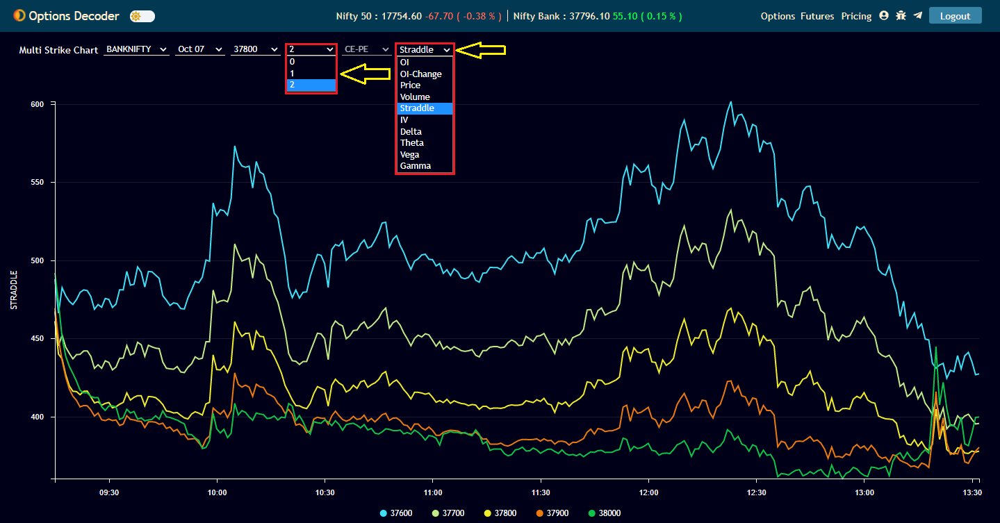 Options Decoder Nifty 50 : 17754.60 -67.70 ( -0.38 % ) | Nifty Bank : 37796.10 55.10 ( 0.15 % ) Options Futures Pricing Logout
Multi Strike Chart BANKNIFTY Oct 07 37800 2 CE-PE Straddle
0
1
2
OI
OI-Change
Price
Volume
Straddle
IV
Delta
Theta
Vega
Gamma
600
550
500
450
400
STRADDLE
09:30 10:00 10:30 11:00 11:30 12:00 12:30 13:00 13:30
37600 37700 37800 37900 38000